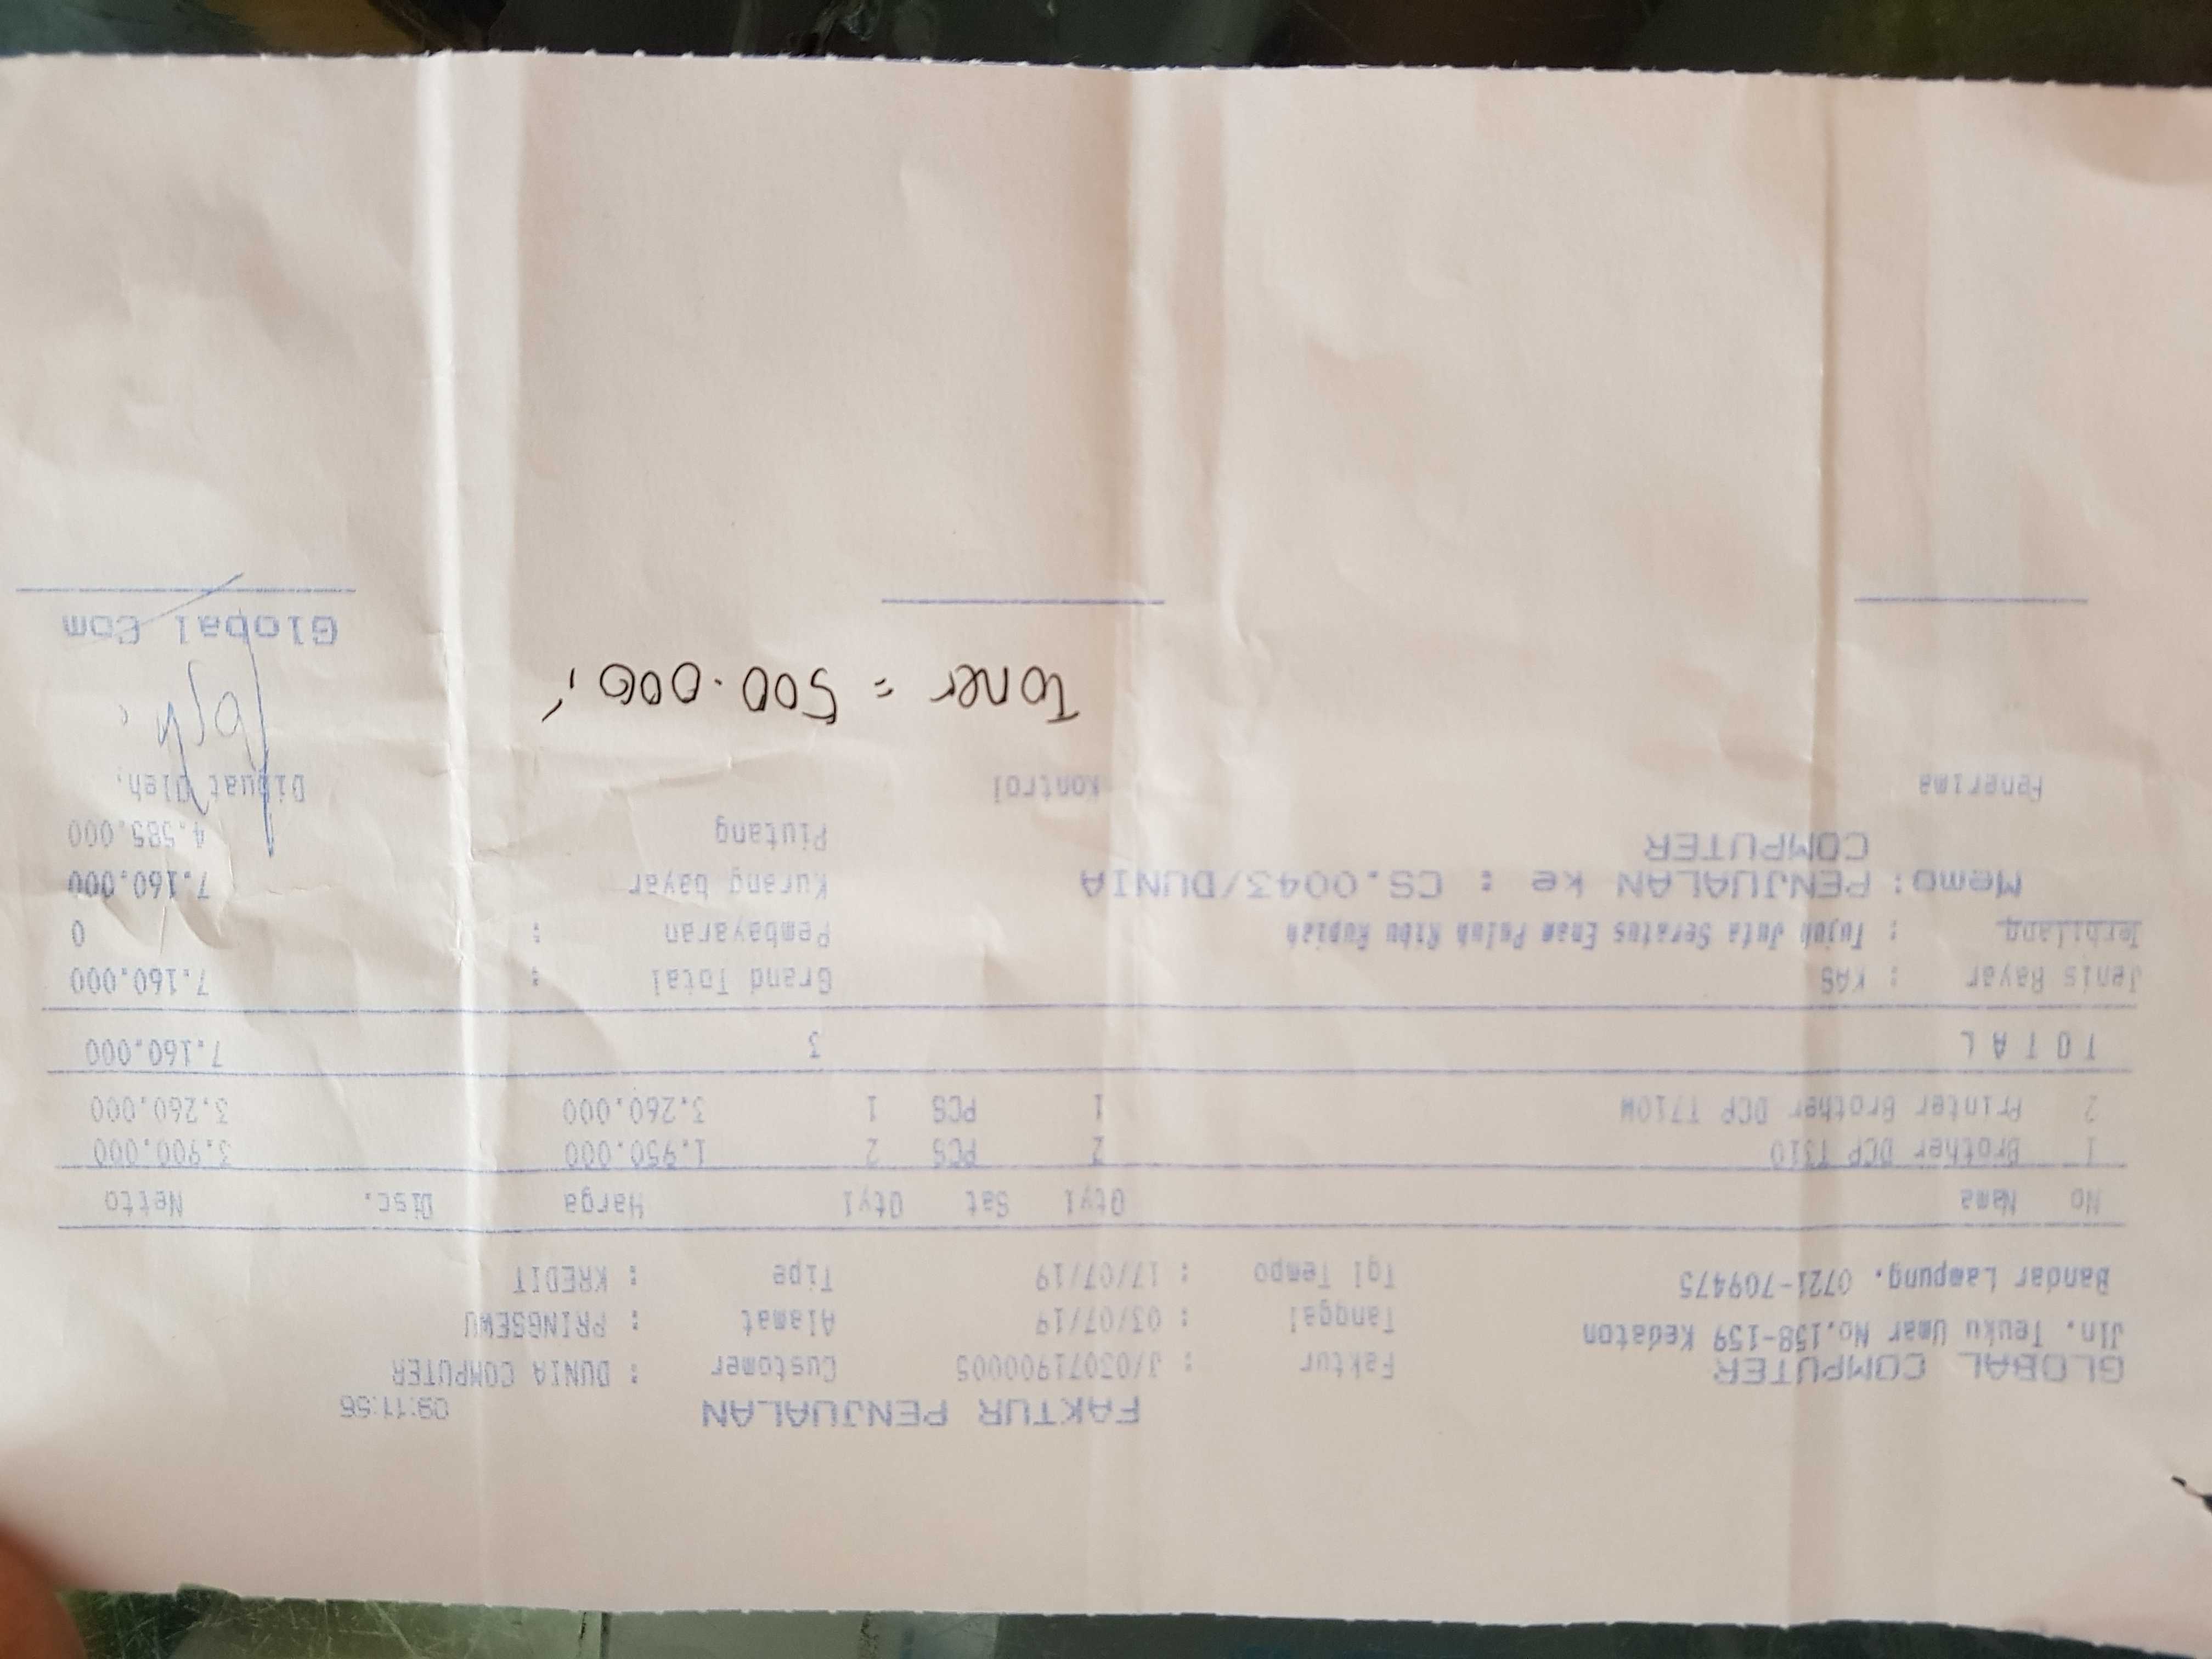 FAKTUR PENJUALAN 09:11:56
GLOBAL COMPUTER Faktur : J/03071900005 Customer : DUNIA COMPUTER
Jln. Teuku Umar No.158-159 Kedaton Tanggal : 03/07/19 Alamat : PRINGSEWU
Bandar Lampung. 0721-709475 Tgl Tempo : 17/07/19 Tipe : KREDIT
No Nama Qty1 Sat Qty1 Harga Disc. Netto
1 Brother DCP T310 2 PCS 2 1.950.000 3.900.000
2 Printer Brother DCP T710W 1 PCS 1 3.260.000 3.260.000
T O T A L 3 7.160.000
Jenis Bayar : KAS Grand Total : 7.160.000
Terbilang : Tujuh Juta Seratus Enam Puluh Ribu Rupiah Pembayaran : 0
Memo: PENJUALAN ke : CS.0043/DUNIA Kurang bayar 7.160.000
COMPUTER Piutang 4.585.000
Penerima Kontrol Dibuat Oleh,
Toner = 500.000,-
Global Com